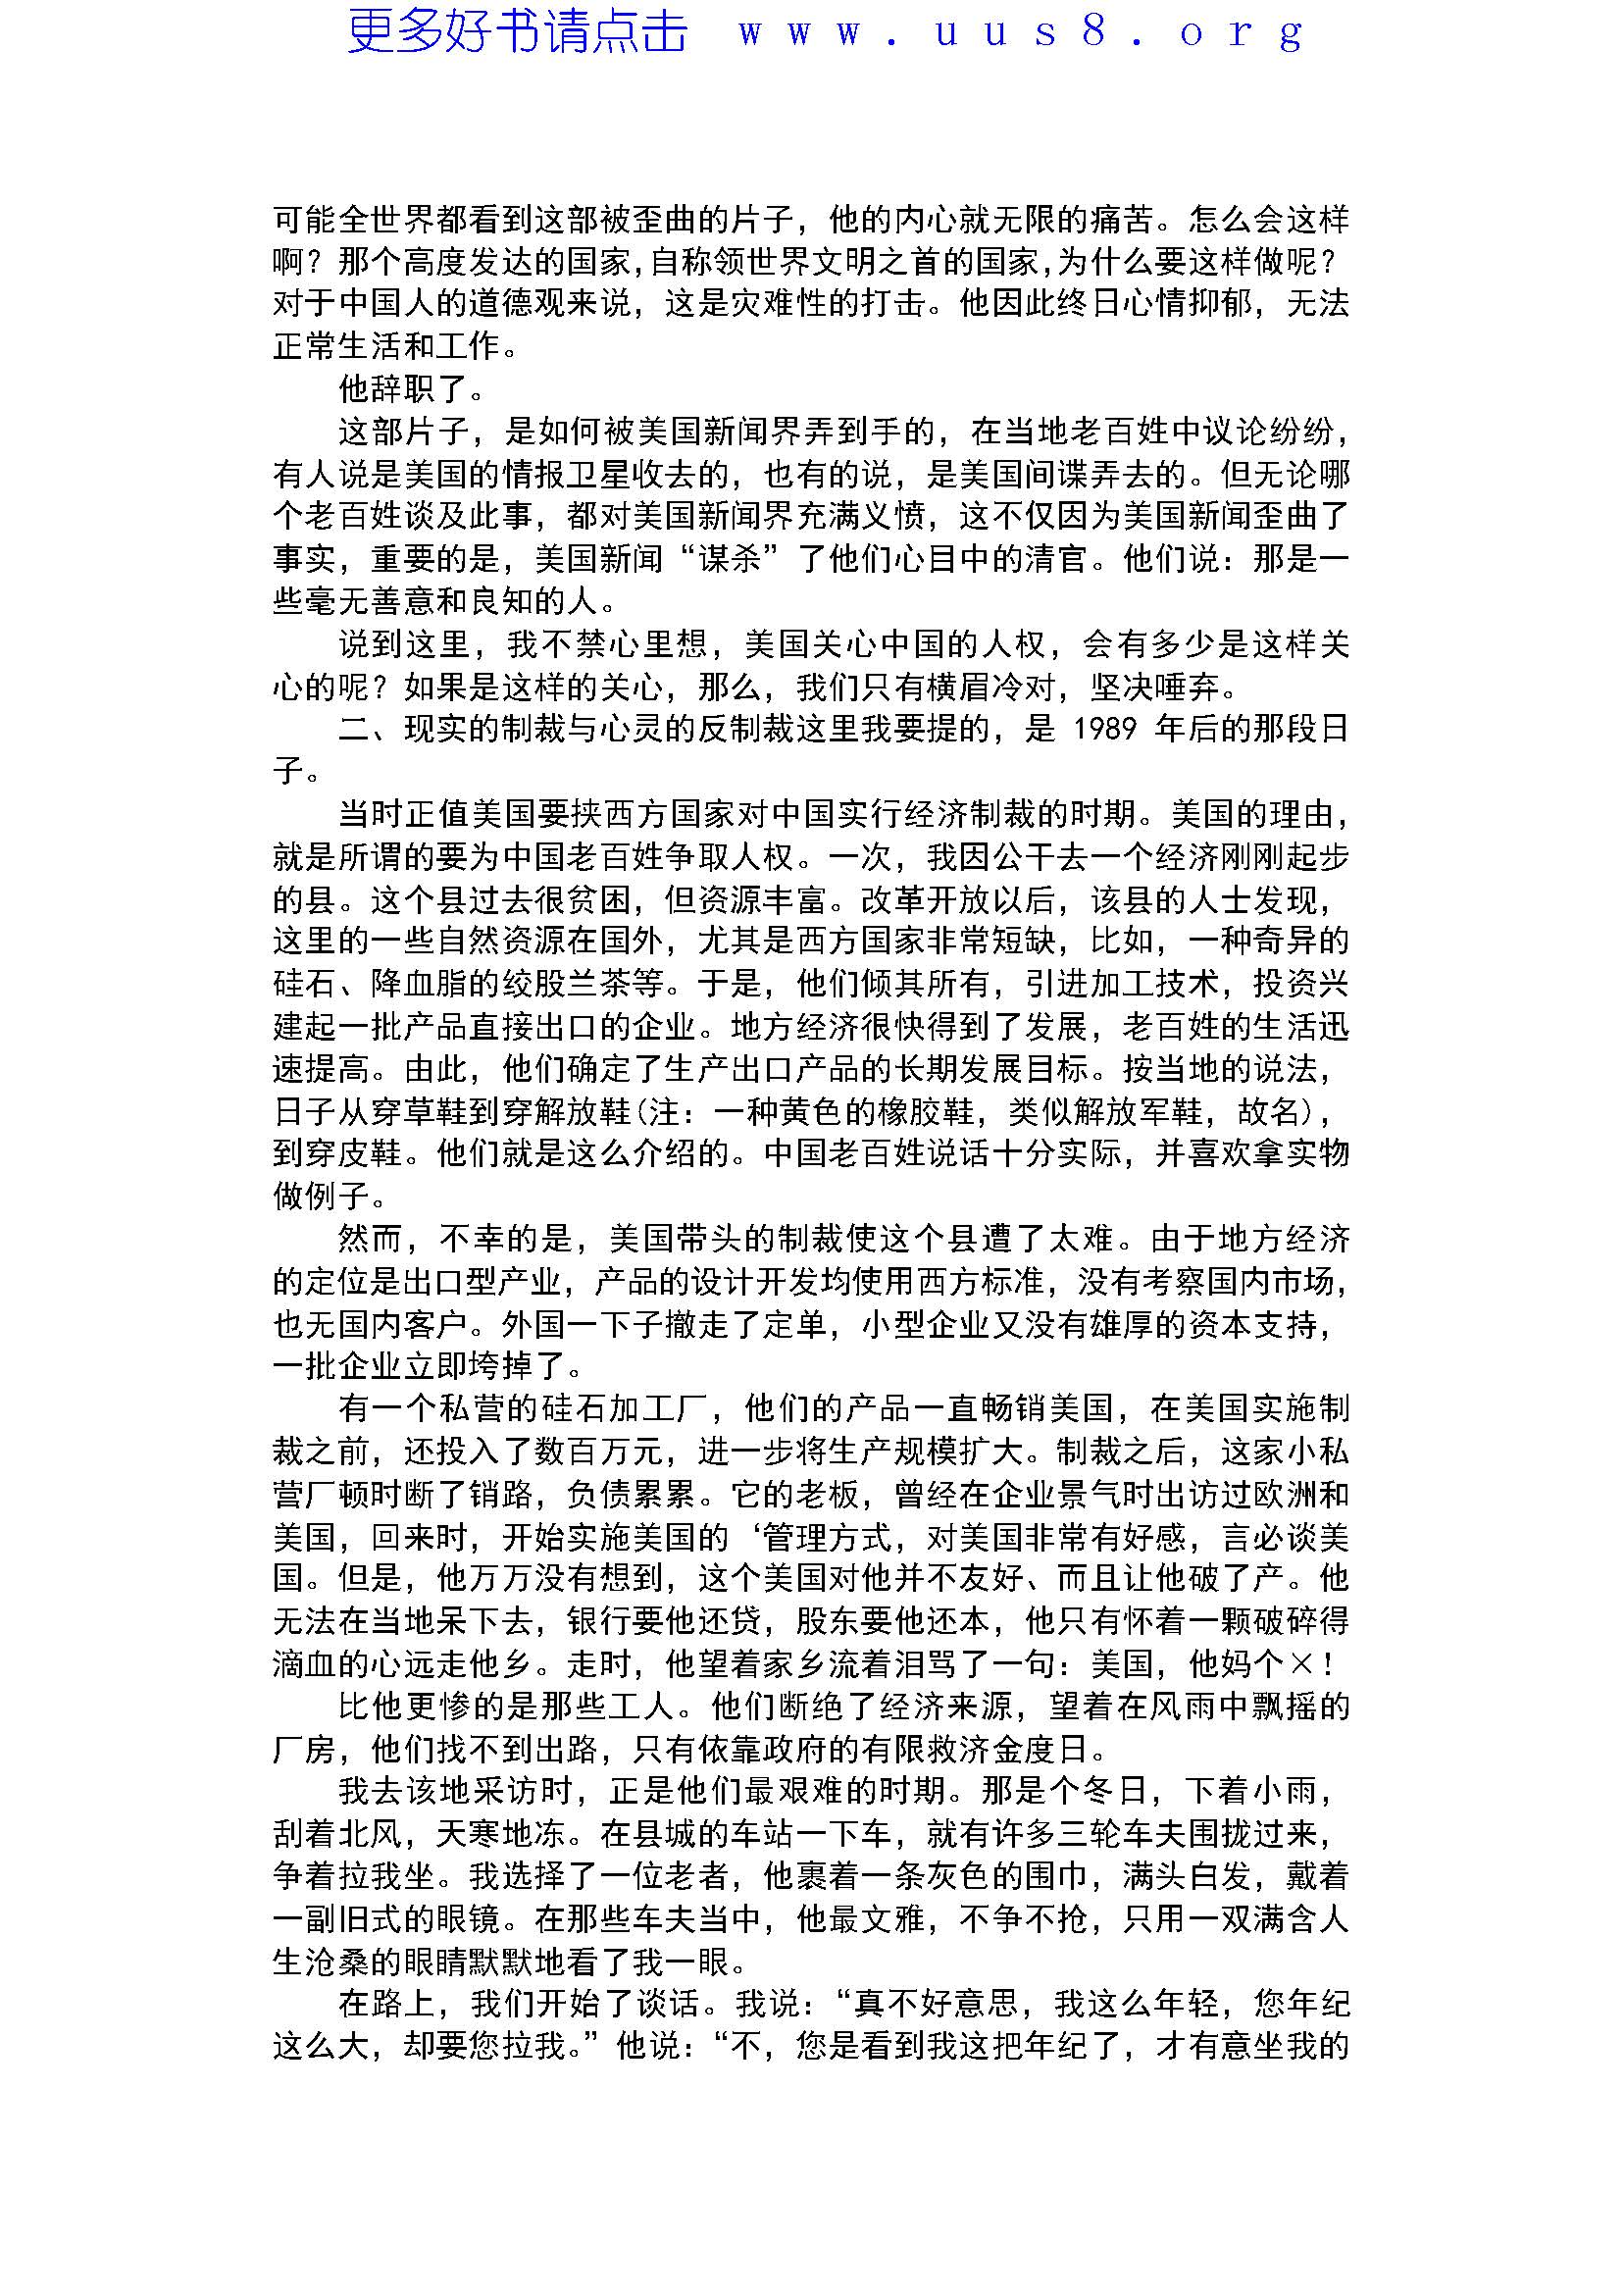 更多好书请点击 www.uus8.org
可能全世界都看到这部被歪曲的片子，他的内心就无限的痛苦。怎么会这样
啊？那个高度发达的国家，自称领世界文明之首的国家，为什么要这样做呢？
对于中国人的道德观来说，这是灾难性的打击。他因此终日心情抑郁，无法
正常生活和工作。
他辞职了。
这部片子，是如何被美国新闻界弄到手的，在当地老百姓中议论纷纷，
有人说是美国的情报卫星收去的，也有的说，是美国间谍弄去的。但无论哪
个老百姓谈及此事，都对美国新闻界充满义愤，这不仅因为美国新闻歪曲了
事实，重要的是，美国新闻“谋杀”了他们心目中的清官。他们说：那是一
些毫无善意和良知的人。
说到这里，我不禁心里想，美国关心中国的人权，会有多少是这样关
心的呢？如果是这样的关心，那么，我们只有横眉冷对，坚决唾弃。
二、现实的制裁与心灵的反制裁这里我要提的，是 1989 年后的那段日
子。
当时正值美国要挟西方国家对中国实行经济制裁的时期。美国的理由，
就是所谓的要为中国老百姓争取人权。一次，我因公干去一个经济刚刚起步
的县。这个县过去很贫困，但资源丰富。改革开放以后，该县的人士发现，
这里的一些自然资源在国外，尤其是西方国家非常短缺，比如，一种奇异的
硅石、降血脂的绞股兰茶等。于是，他们倾其所有，引进加工技术，投资兴
建起一批产品直接出口的企业。地方经济很快得到了发展，老百姓的生活迅
速提高。由此，他们确定了生产出口产品的长期发展目标。按当地的说法，
日子从穿草鞋到穿解放鞋(注：一种黄色的橡胶鞋，类似解放军鞋，故名)，
到穿皮鞋。他们就是这么介绍的。中国老百姓说话十分实际，并喜欢拿实物
做例子。
然而，不幸的是，美国带头的制裁使这个县遭了太难。由于地方经济
的定位是出口型产业，产品的设计开发均使用西方标准，没有考察国内市场，
也无国内客户。外国一下子撤走了定单，小型企业又没有雄厚的资本支持，
一批企业立即垮掉了。
有一个私营的硅石加工厂，他们的产品一直畅销美国，在美国实施制
裁之前，还投入了数百万元，进一步将生产规模扩大。制裁之后，这家小私
营厂顿时断了销路，负债累累。它的老板，曾经在企业景气时出访过欧洲和
美国，回来时，开始实施美国的‘管理方式，对美国非常有好感，言必谈美
国。但是，他万万没有想到，这个美国对他并不友好、而且让他破了产。他
无法在当地呆下去，银行要他还贷，股东要他还本，他只有怀着一颗破碎得
滴血的心远走他乡。走时，他望着家乡流着泪骂了一句：美国，他妈个×！
比他更惨的是那些工人。他们断绝了经济来源，望着在风雨中飘摇的
厂房，他们找不到出路，只有依靠政府的有限救济金度日。
我去该地采访时，正是他们最艰难的时期。那是个冬日，下着小雨，
刮着北风，天寒地冻。在县城的车站一下车，就有许多三轮车夫围拢过来，
争着拉我坐。我选择了一位老者，他裹着一条灰色的围巾，满头白发，戴着
一副旧式的眼镜。在那些车夫当中，他最文雅，不争不抢，只用一双满含人
生沧桑的眼睛默默地看了我一眼。
在路上，我们开始了谈话。我说：“真不好意思，我这么年轻，您年纪
这么大，却要您拉我。”他说：“不，您是看到我这把年纪了，才有意坐我的